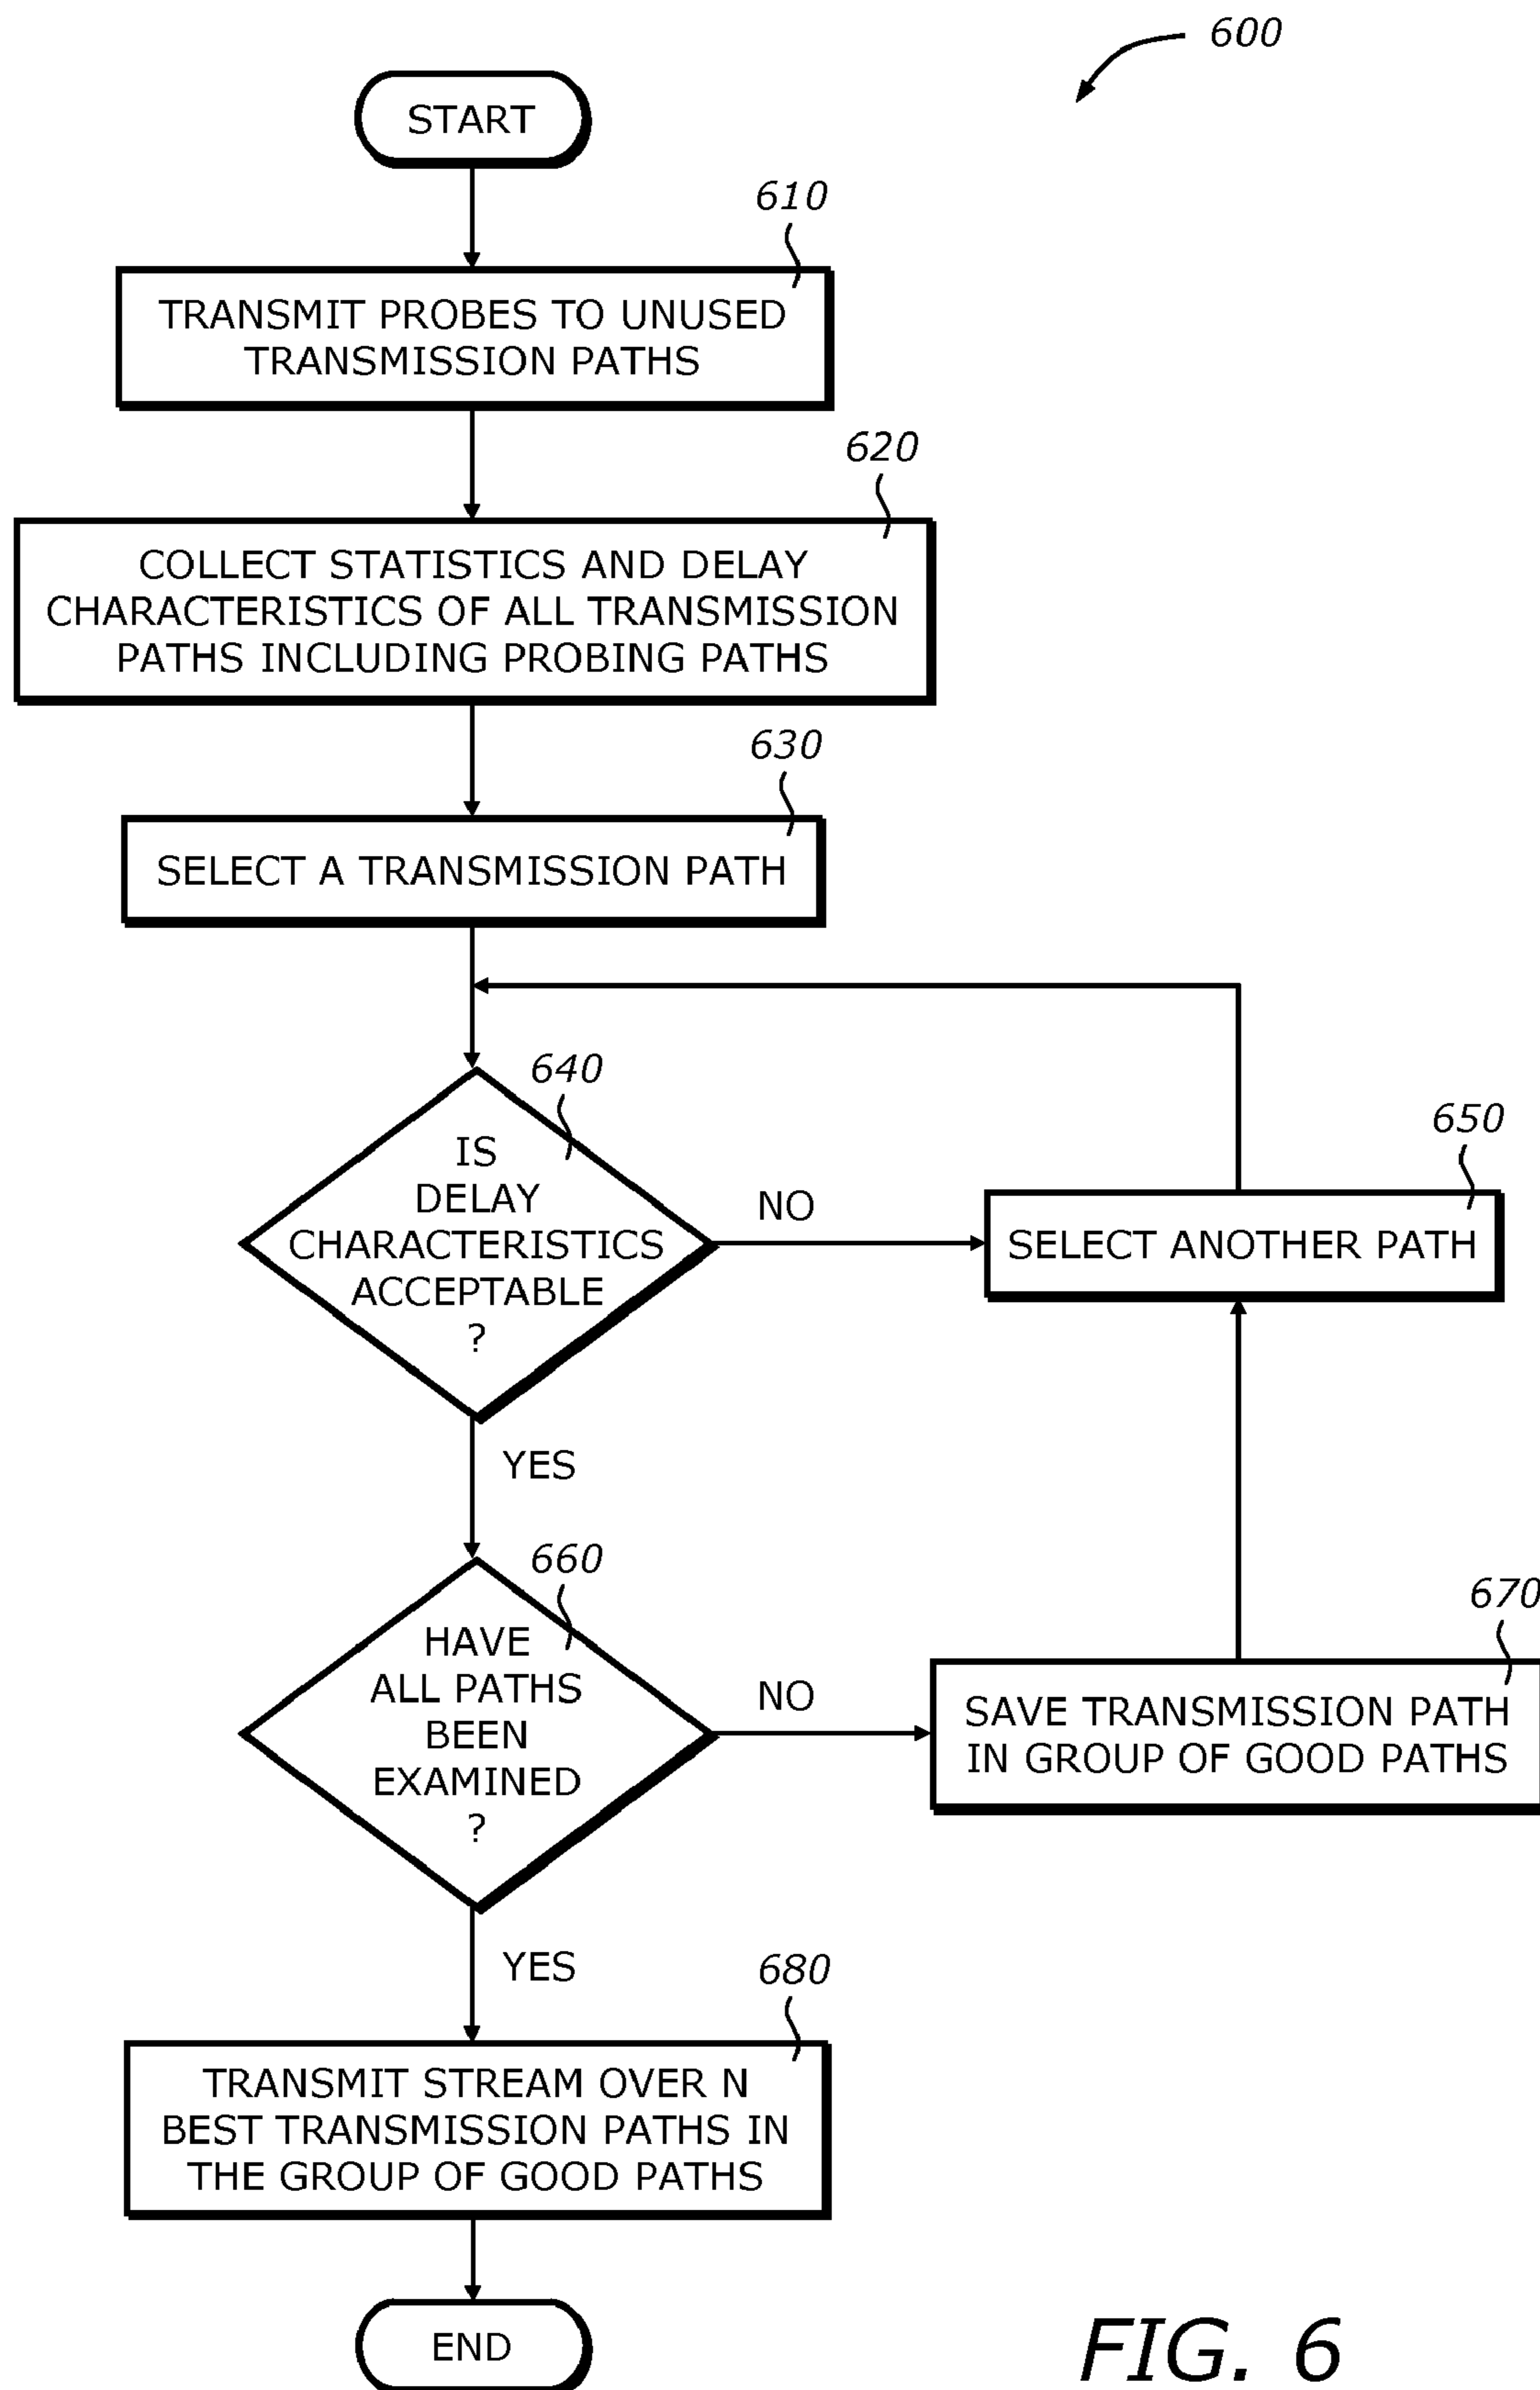 600
START
610
TRANSMIT PROBES TO UNUSED
TRANSMISSION PATHS
620
COLLECT STATISTICS AND DELAY
CHARACTERISTICS OF ALL TRANSMISSION
PATHS INCLUDING PROBING PATHS
630
SELECT A TRANSMISSION PATH
640
IS
DELAY
CHARACTERISTICS
ACCEPTABLE
?
NO
650
SELECT ANOTHER PATH
YES
660
HAVE
ALL PATHS
BEEN
EXAMINED
?
NO
670
SAVE TRANSMISSION PATH
IN GROUP OF GOOD PATHS
YES
680
TRANSMIT STREAM OVER N
BEST TRANSMISSION PATHS IN
THE GROUP OF GOOD PATHS
END
FIG. 6